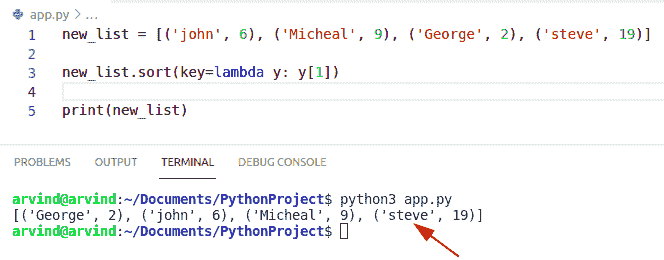 app.py > ...
1 new_list = [('john', 6), ('Micheal', 9), ('George', 2), ('steve', 19)]
2
3 new_list.sort(key=lambda y: y[1])
4
5 print(new_list)
PROBLEMS OUTPUT TERMINAL DEBUG CONSOLE
arvind@arvind:~/Documents/PythonProject$ python3 app.py
[('George', 2), ('john', 6), ('Micheal', 9), ('steve', 19)]
arvind@arvind:~/Documents/PythonProject$